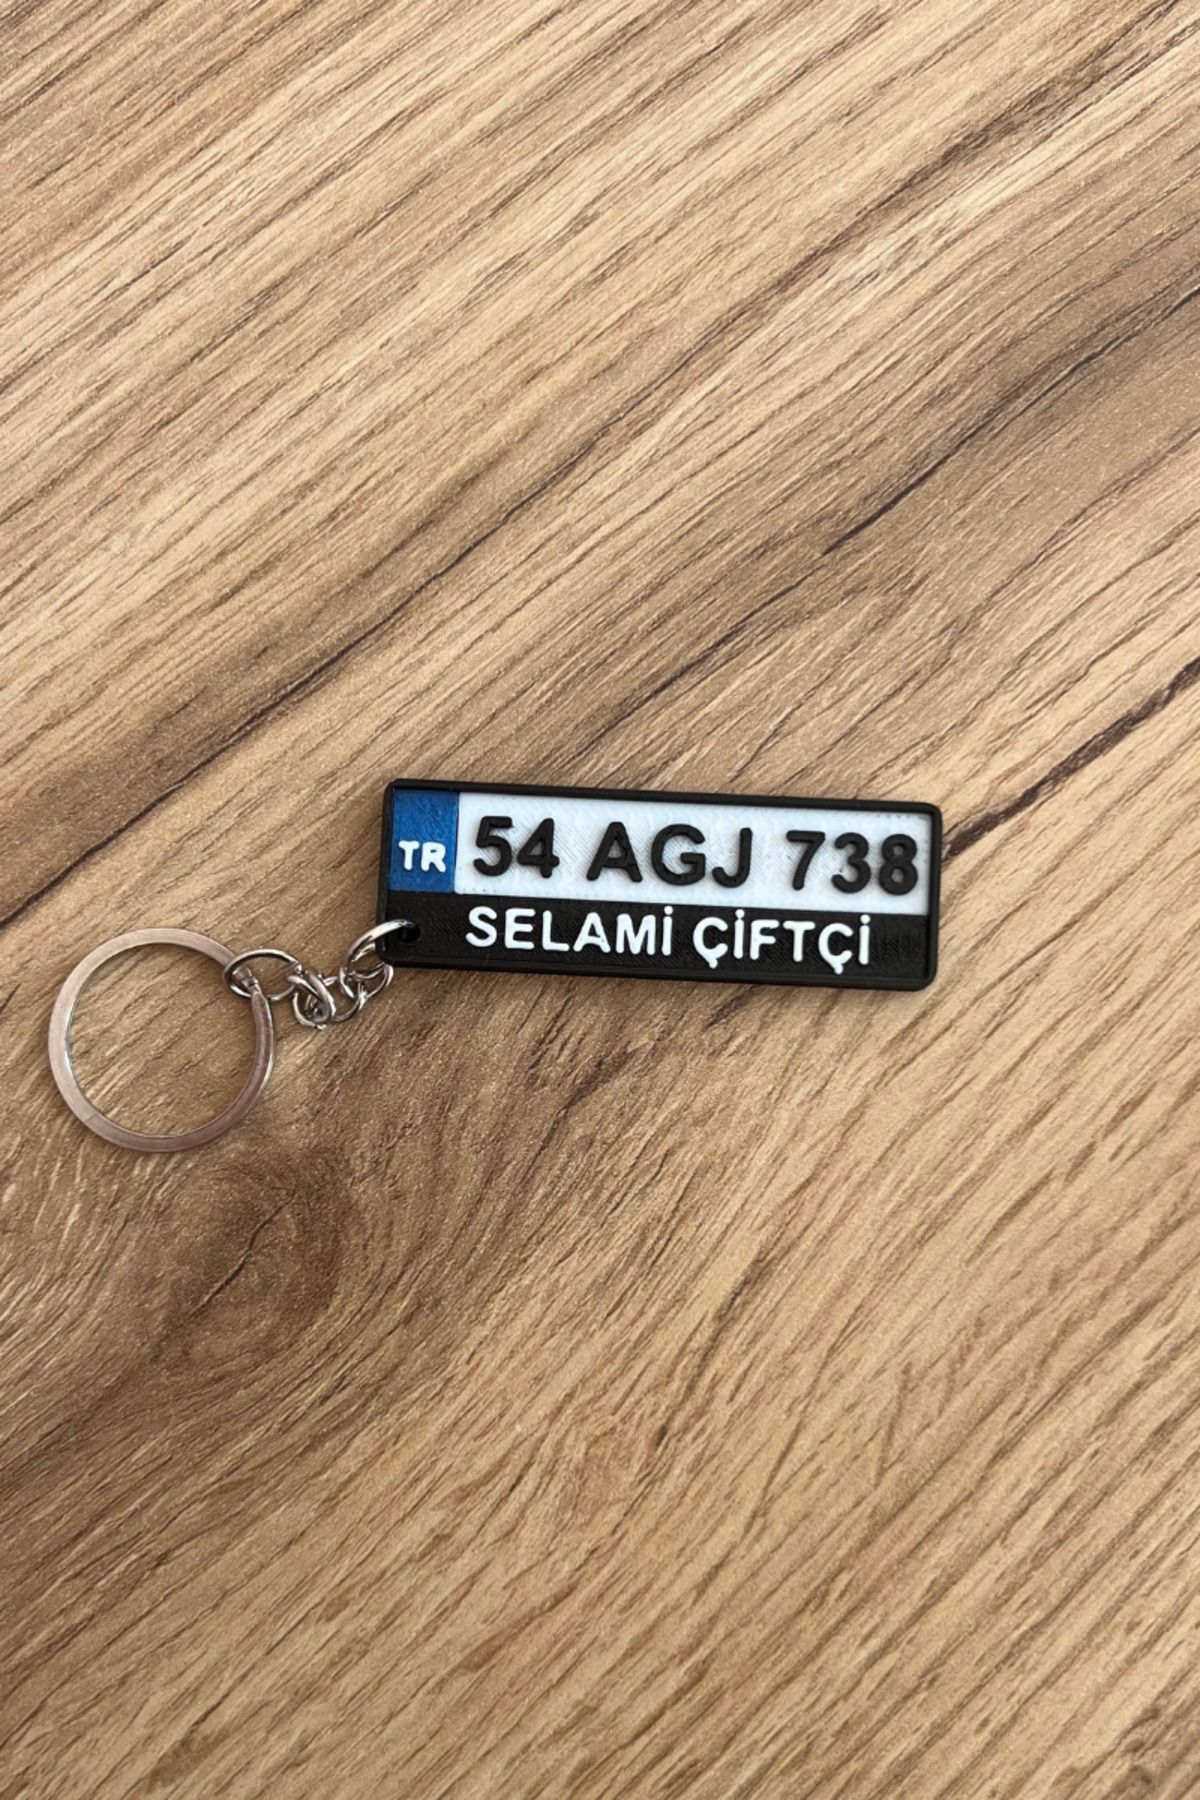 TR 54 AGJ 738
SELAMİ ÇİFTÇİ